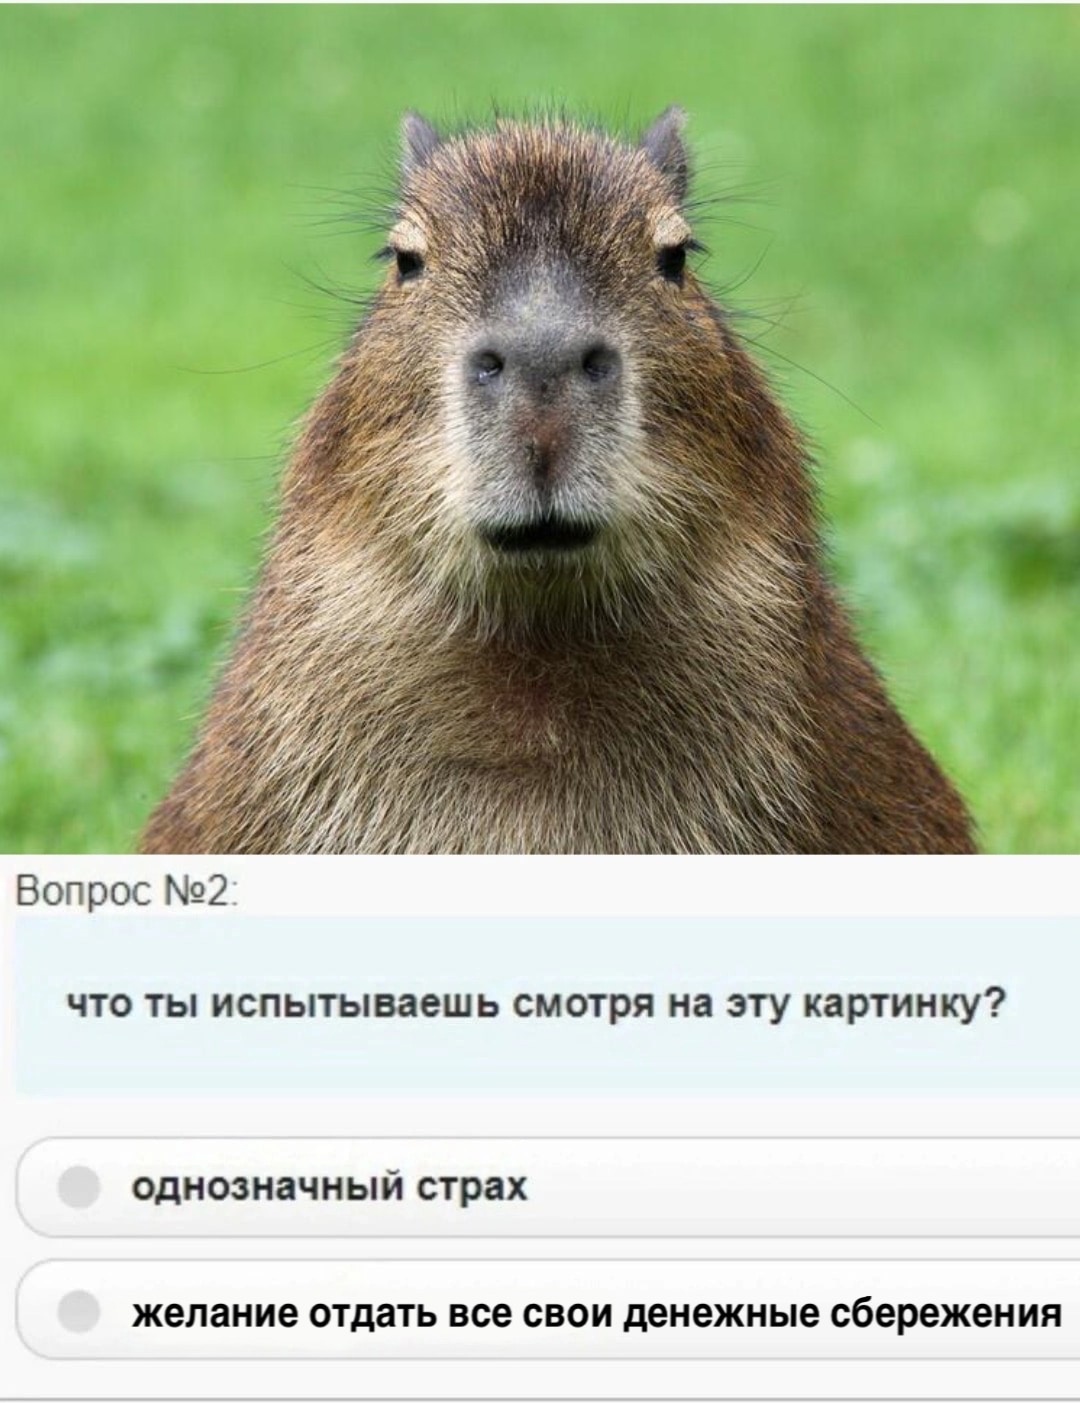 Вопрос №2:
что ты испытываешь смотря на эту картинку?
однозначный страх
желание отдать все свои денежные сбережения